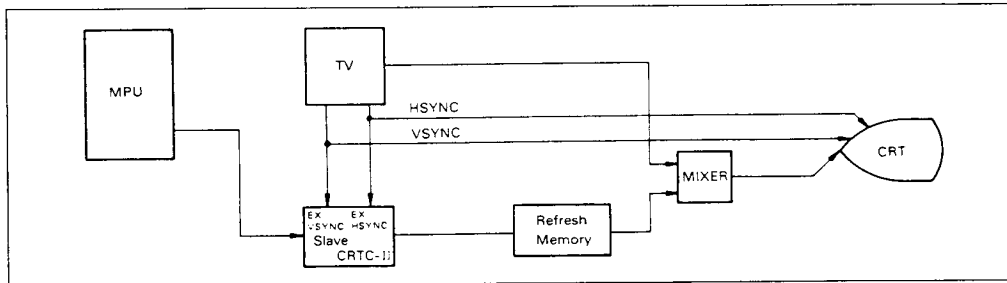 MPU
TV
HSYNC
VSYNC
CRT
MIXER
EX EX
VSYNC HSYNC
Slave
CRTC-II
Refresh
Memory